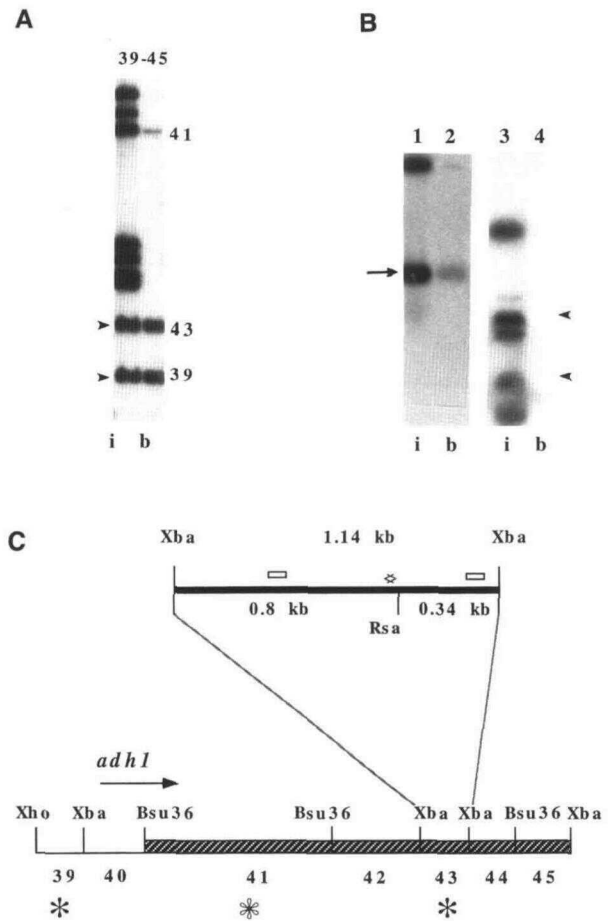 A
B
39-45
41
43
39
i b
1 2 3 4
i b i b
C
Xba 1.14 kb Xba
0.8 kb 0.34 kb
Rsa
adh1
Xho Xba Bsu36 Bsu36 Xba Xba Bsu36 Xba
39 40 41 42 43 44 45